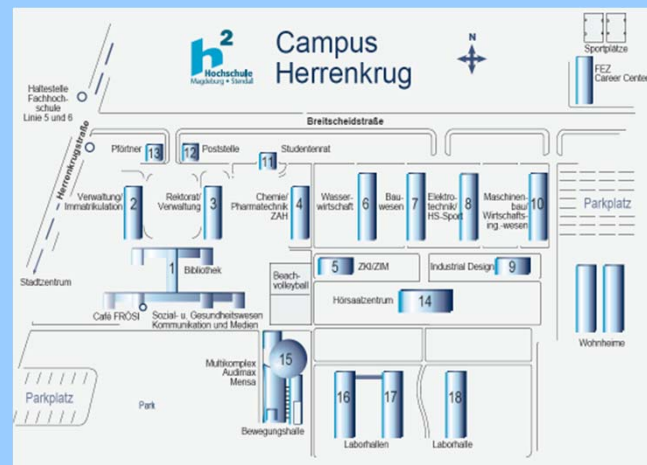 h²
Hochschule
Magdeburg • Stendal
Campus
Herrenkrug
N
Sportplätze
FEZ
Career Center
Haltestelle
Fachhoch-
schule
Linie 5 und 6
Herrenkrugstraße
Breitscheidstraße
Pförtner
13
12
Poststelle
11
Studentenrat
Verwaltung/
Immatrikulation
2
Rektorat/
Verwaltung
3
Chemie/
Pharmatechnik
ZAH
4
Wasser-
wirtschaft
6
Bau-
wesen
7
Elektro-
technik/
HS-Sport
8
Maschinen-
bau/
Wirtschafts-
ing.-wesen
10
Parkplatz
Stadtzentrum
1
Bibliothek
Beach-
volleyball
5
ZKI/ZIM
Industrial Design
9
Hörsaalzentrum
14
Café FRÖSI
Sozial- u. Gesundheitswesen
Kommunikation und Medien
Wohnheime
Multikomplex
Audimax
Mensa
15
Parkplatz
Park
Bewegungshalle
16
17
Laborhallen
18
Laborhalle